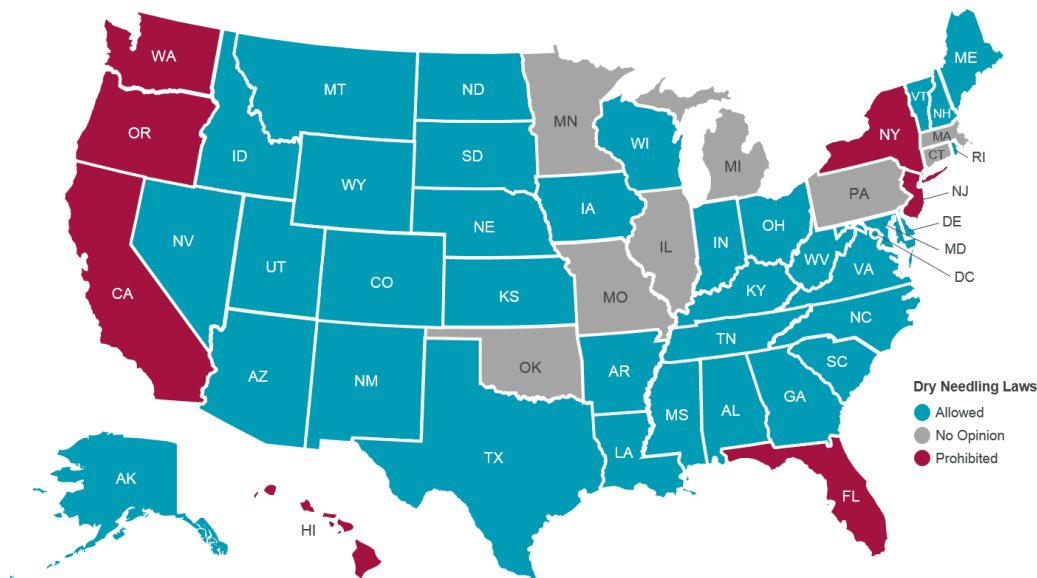 WA
MT
ND
MN
ME
VT
NH
OR
ID
SD
WI
MI
NY
MA
CT
RI
WY
IA
PA
NJ
NE
NV
UT
CO
IL
IN
OH
DE
MD
WV
VA
DC
CA
KS
MO
KY
NC
TN
AZ
NM
OK
AR
SC
MS
AL
GA
TX
LA
AK
HI
FL
Dry Needling Laws
Allowed
No Opinion
Prohibited